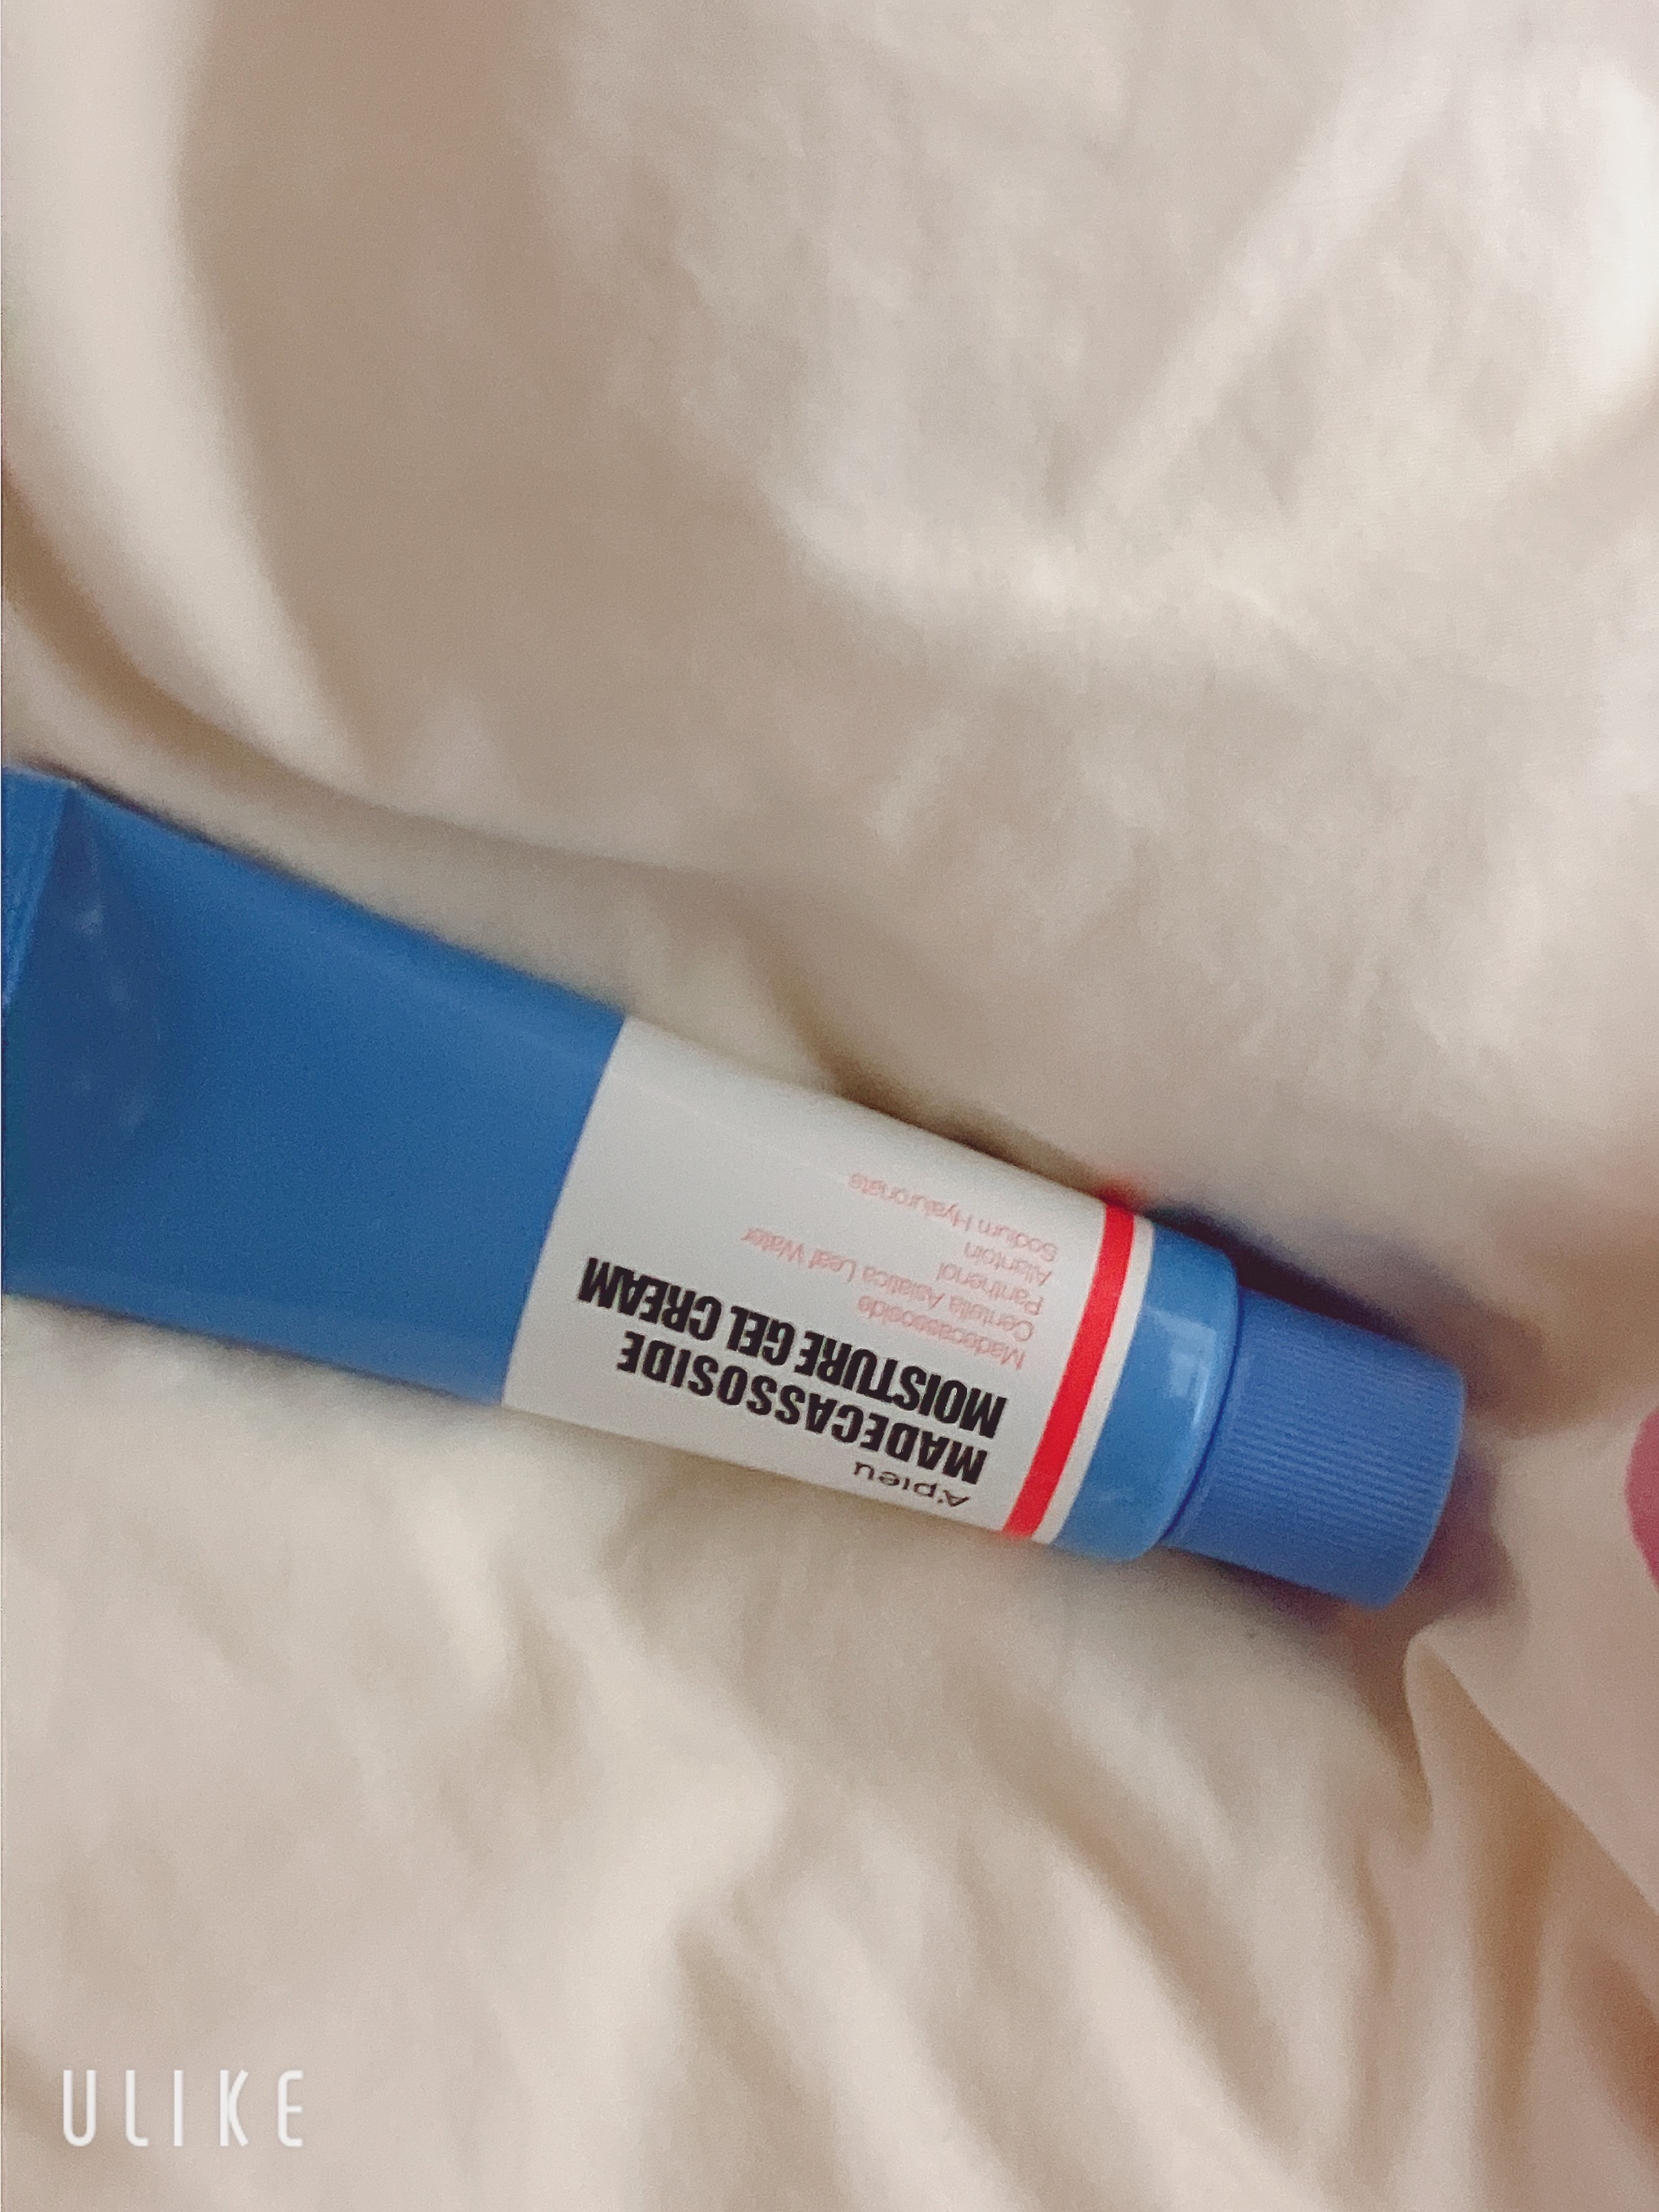 A'pieu
MADECASSOSIDE
MOISTURE GEL CREAM
Madecassoside
Centella Asiatica Leaf Water
Panthenol
Allantoin
Sodium Hyaluronate
ULIKE